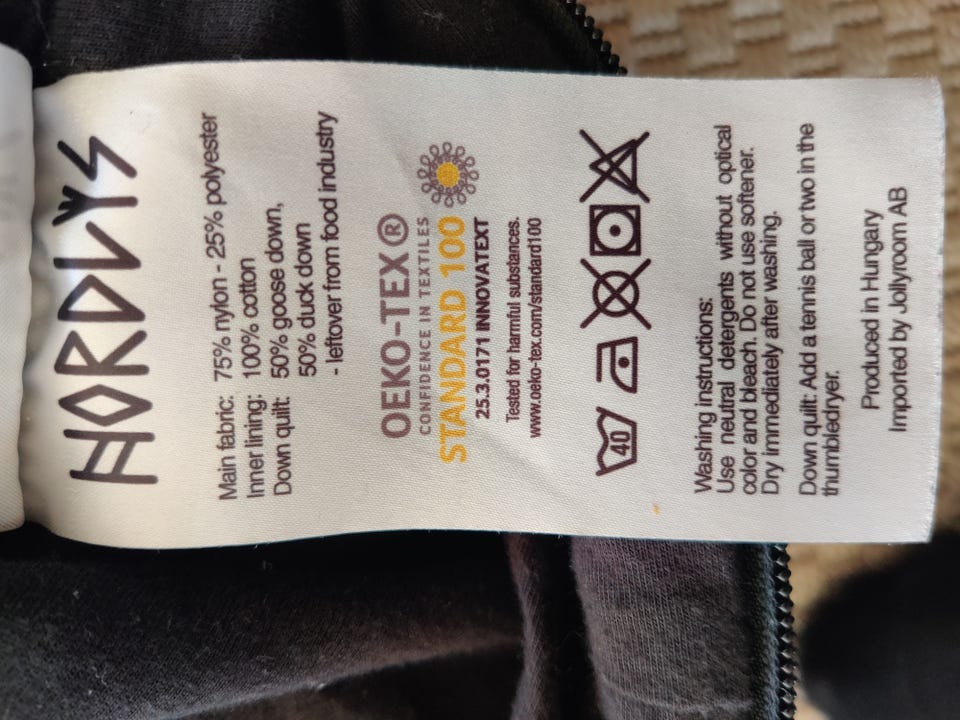 HORDLYS
Main fabric: 75% nylon - 25% polyester
Inner lining: 100% cotton
Down quilt: 50% goose down,
50% duck down
- leftover from food industry
OEKO-TEX®
CONFIDENCE IN TEXTILES
STANDARD 100
25.3.0171 INNOVATEXT
Tested for harmful substances.
www.oeko-tex.com/standard100
40
Washing instructions:
Use neutral detergents without optical
color and bleach. Do not use softener.
Dry immediately after washing.
Down quilt: Add a tennis ball or two in the
thumbledryer.
Produced in Hungary
Imported by Jollyroom AB